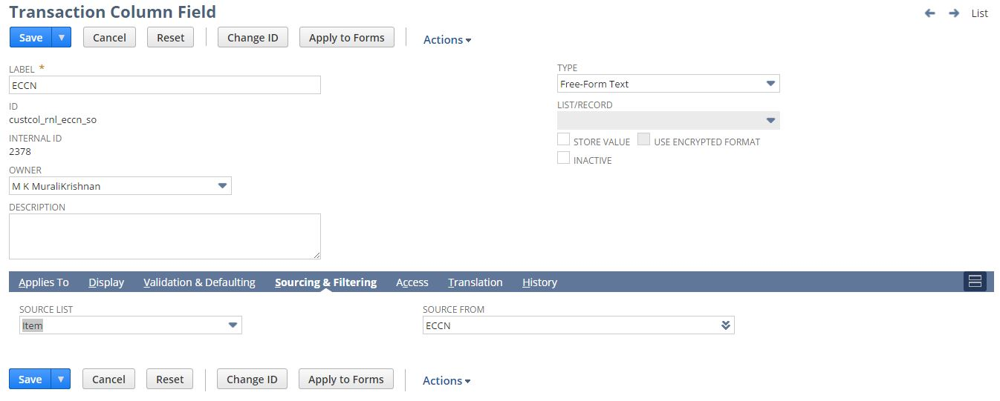 Transaction Column Field
List
Save Cancel Reset Change ID Apply to Forms Actions
LABEL *
ECCN
ID
custcol_rnl_eccn_so
INTERNAL ID
2378
OWNER
M K MuraliKrishnan
DESCRIPTION
TYPE
Free-Form Text
LIST/RECORD
STORE VALUE USE ENCRYPTED FORMAT
INACTIVE
Applies To Display Validation & Defaulting Sourcing & Filtering Access Translation History
SOURCE LIST
Item
SOURCE FROM
ECCN
Save Cancel Reset Change ID Apply to Forms Actions